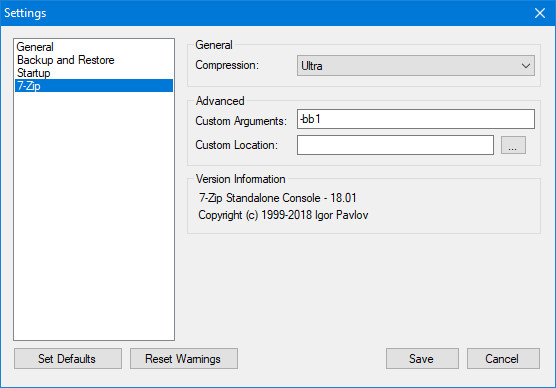 Settings
General
Backup and Restore
Startup
7-Zip
General
Compression:
Ultra
Advanced
Custom Arguments:
-bb1
Custom Location:
...
Version Information
7-Zip Standalone Console - 18.01
Copyright (c) 1999-2018 Igor Pavlov
Set Defaults
Reset Warnings
Save
Cancel